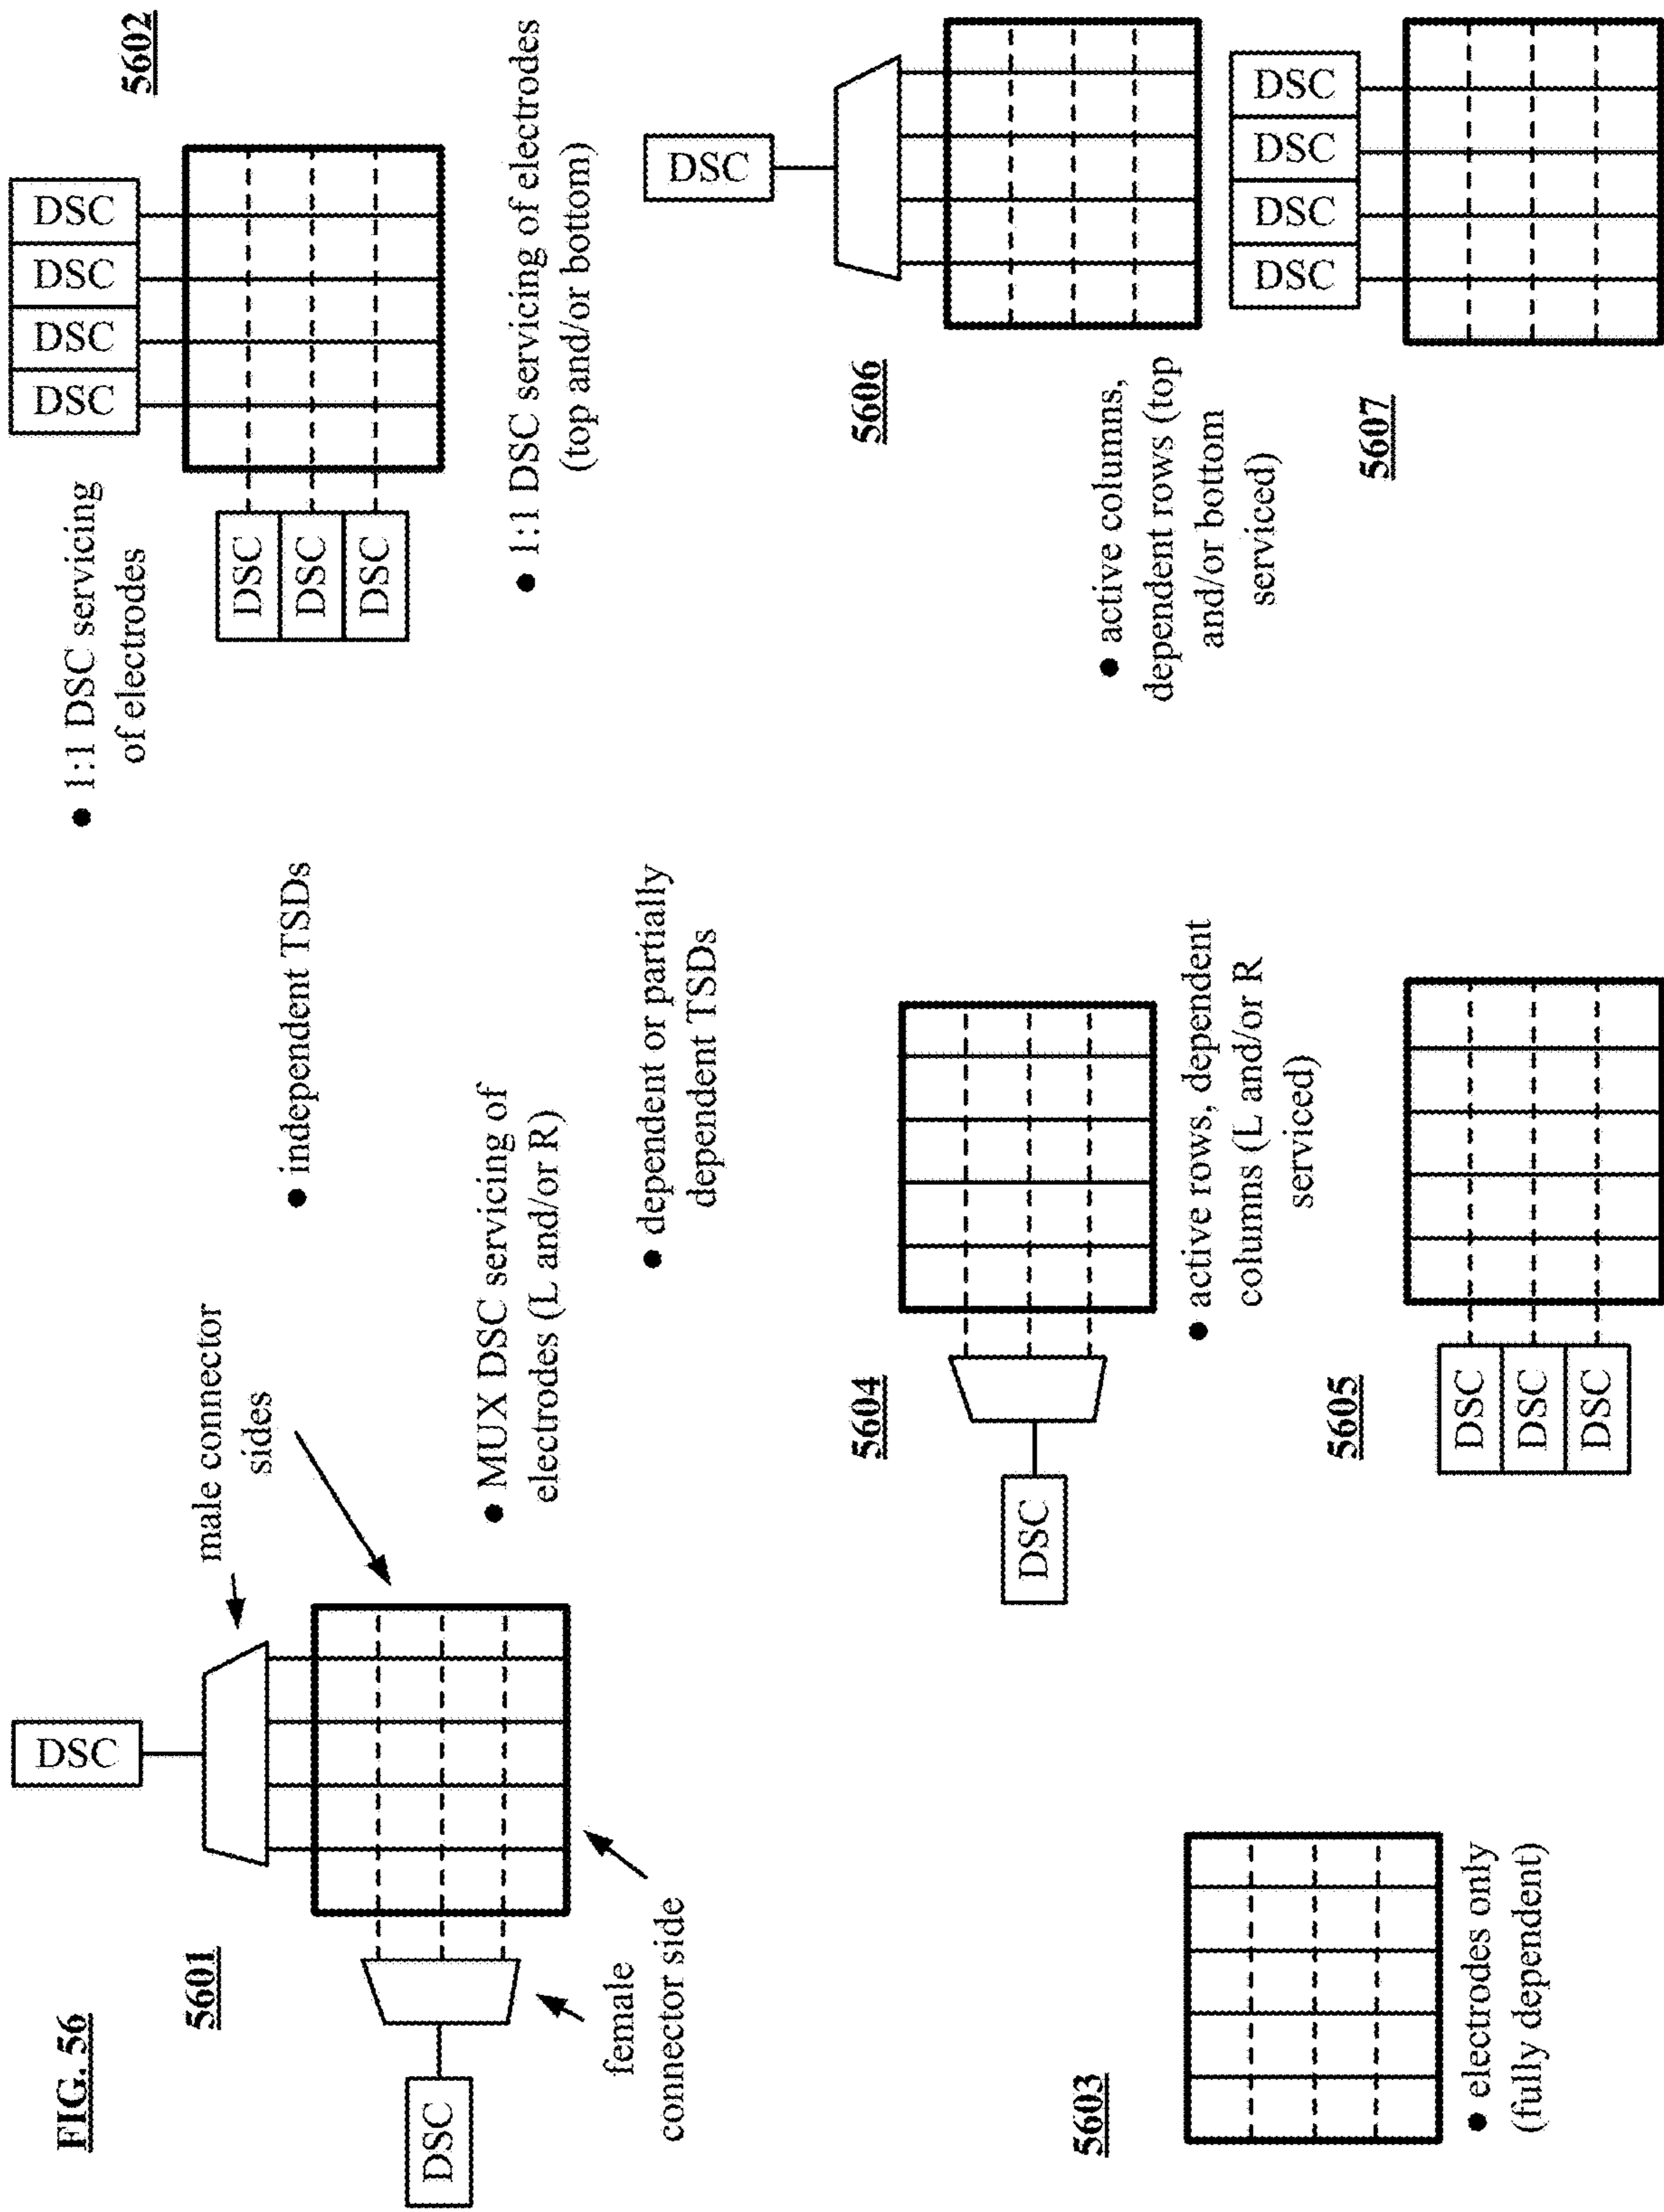 FIG. 56
5601
DSC
DSC
male connector
sides
female
connector side
● independent TSDs
● MUX DSC servicing of
electrodes (L and/or R)
● 1:1 DSC servicing
of electrodes
5602
DSC
DSC
DSC
DSC
DSC
DSC
DSC
● 1:1 DSC servicing of electrodes
(top and/or bottom)
● dependent or partially
dependent TSDs
5603
● electrodes only
(fully dependent)
5604
DSC
● active rows, dependent
columns (L and/or R
serviced)
5605
DSC
DSC
DSC
5606
DSC
● active columns,
dependent rows (top
and/or bottom
serviced)
5607
DSC
DSC
DSC
DSC